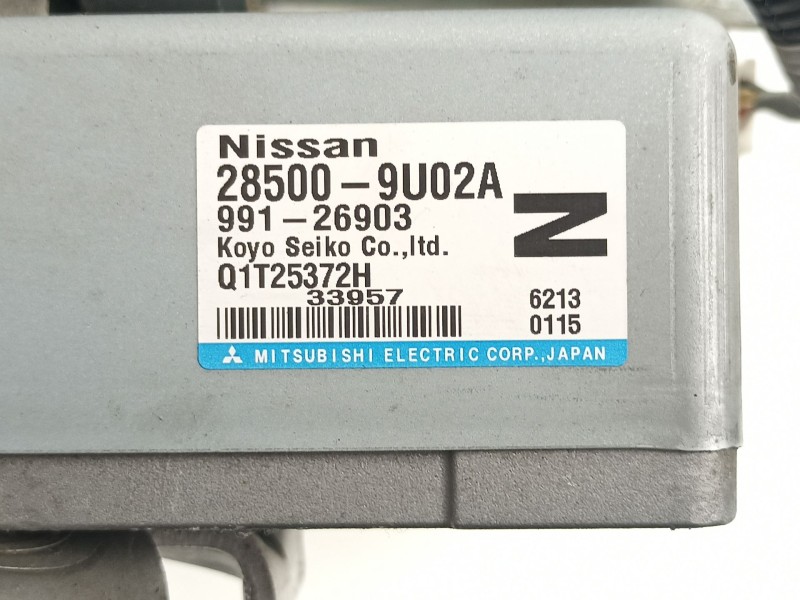 Nissan
28500-9U02A
991-26903
Koyo Seiko Co.,ltd.
N
Q1T25372H
33957
6213
0115
MITSUBISHI ELECTRIC CORP.,JAPAN